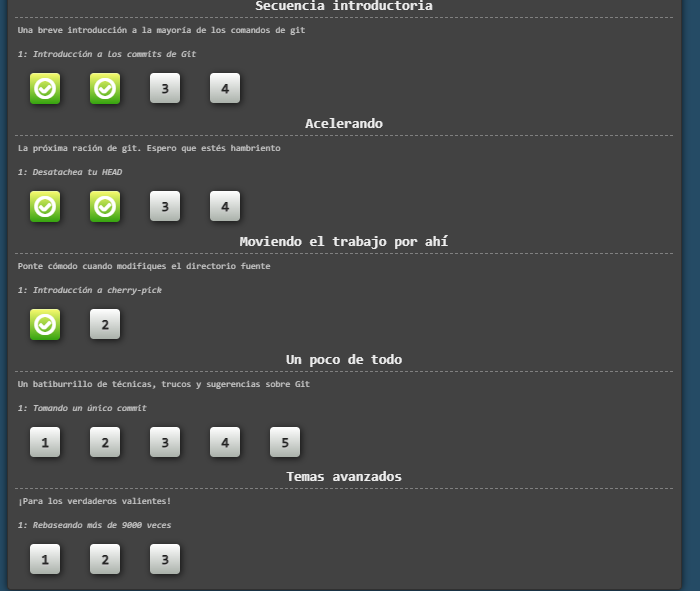 Secuencia introductoria
Una breve introducción a la mayoría de los comandos de git
1: Introducción a los commits de Git
3 4
Acelerando
La próxima ración de git. Espero que estés hambriento
1: Desatachea tu HEAD
3 4
Moviendo el trabajo por ahí
Ponte cómodo cuando modifiques el directorio fuente
1: Introducción a cherry-pick
2
Un poco de todo
Un batiburrillo de técnicas, trucos y sugerencias sobre Git
1: Tomando un único commit
1 2 3 4 5
Temas avanzados
¡Para los verdaderos valientes!
1: Rebaseando más de 9000 veces
1 2 3